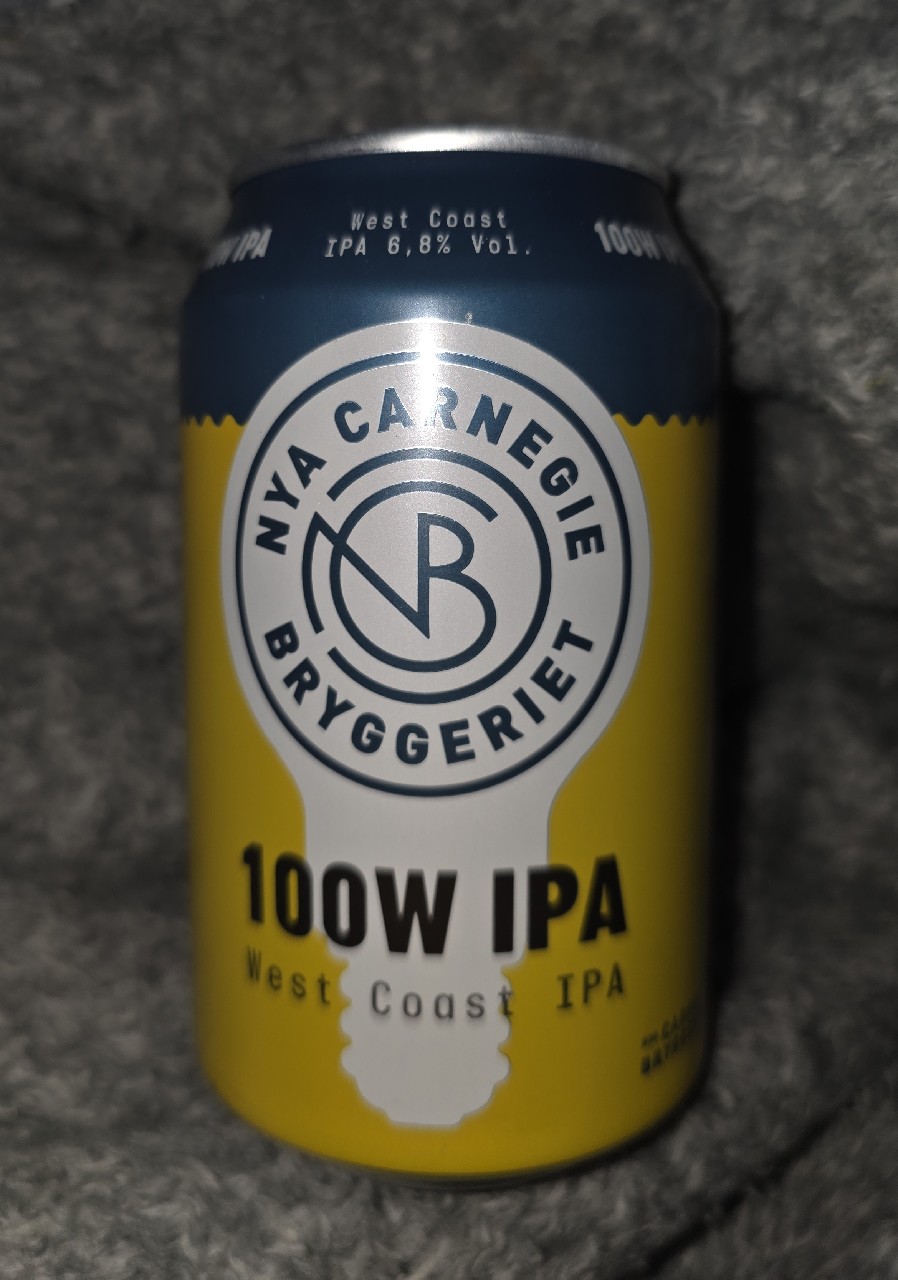 West Coast
IPA 6,8% Vol.
W IPA
100W
NYA CARNEGIE
BRYGGERIET
100W IPA
West Coast IPA